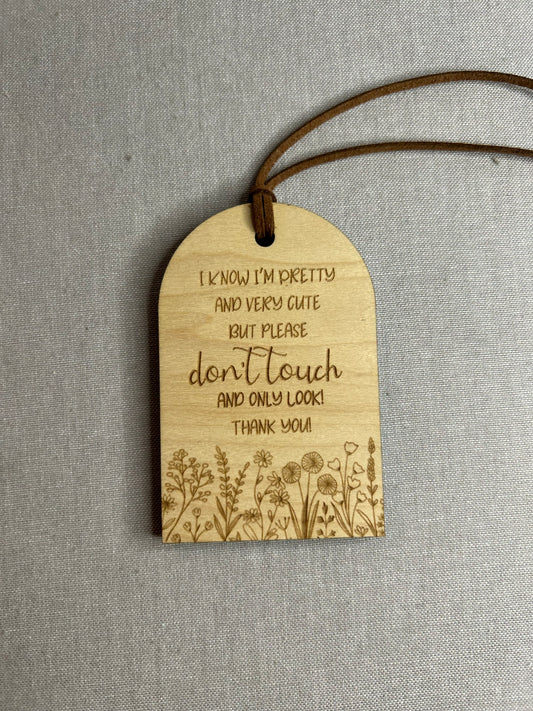 I KNOW I'M PRETTY
AND VERY CUTE
BUT PLEASE
don't touch
AND ONLY LOOK!
THANK YOU!